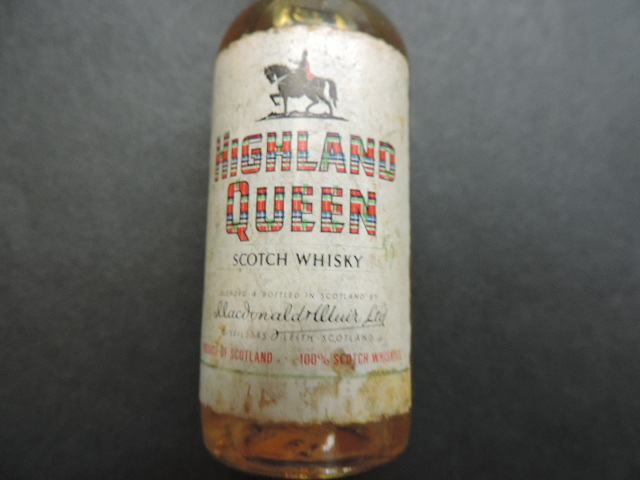 HIGHLAND
QUEEN
SCOTCH WHISKY
BLENDED & BOTTLED IN SCOTLAND BY
Macdonald & Muir Ltd
LEITH SCOTLAND
OF SCOTLAND 100% SCOTCH WHISKIES